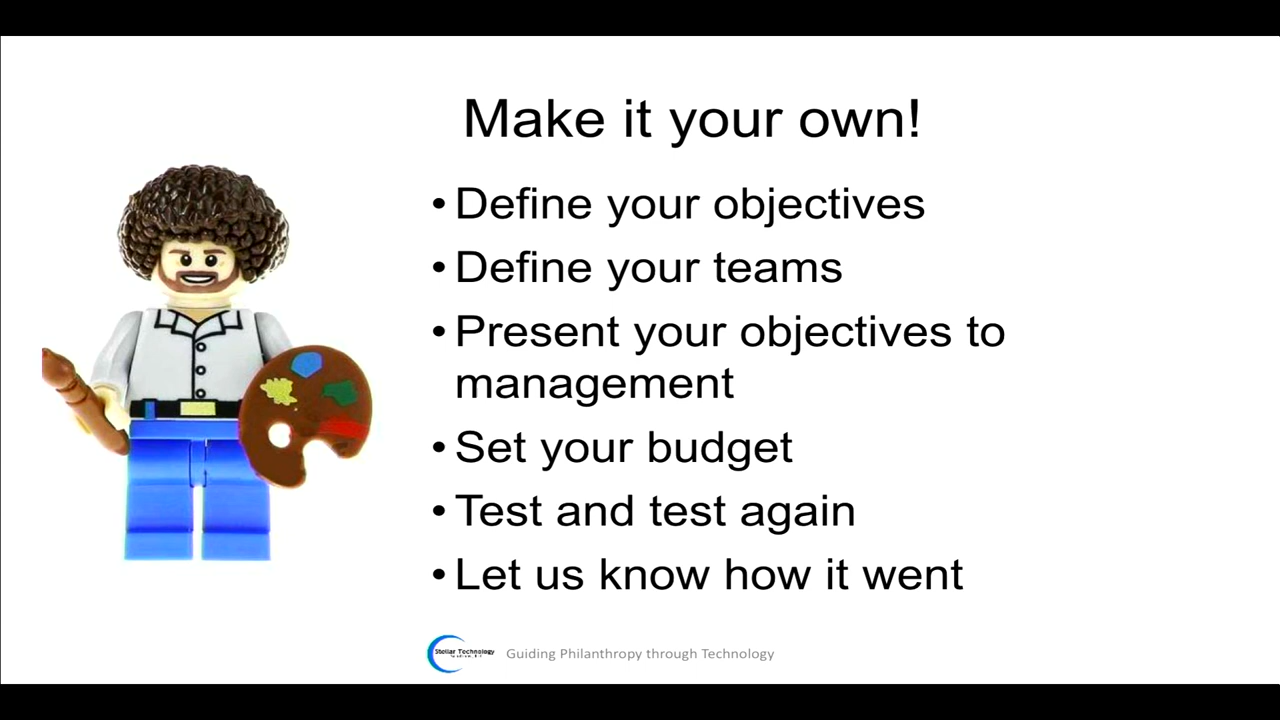 Make it your own!
• Define your objectives
• Define your teams
• Present your objectives to
management
• Set your budget
• Test and test again
• Let us know how it went
Stellar Technology
Guiding Philanthropy through Technology